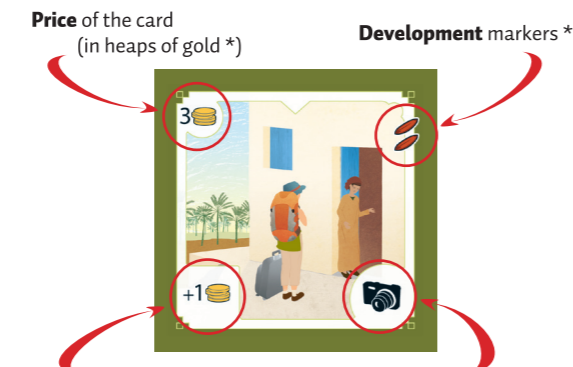 Price of the card
(in heaps of gold *)
Development markers *
3
+1